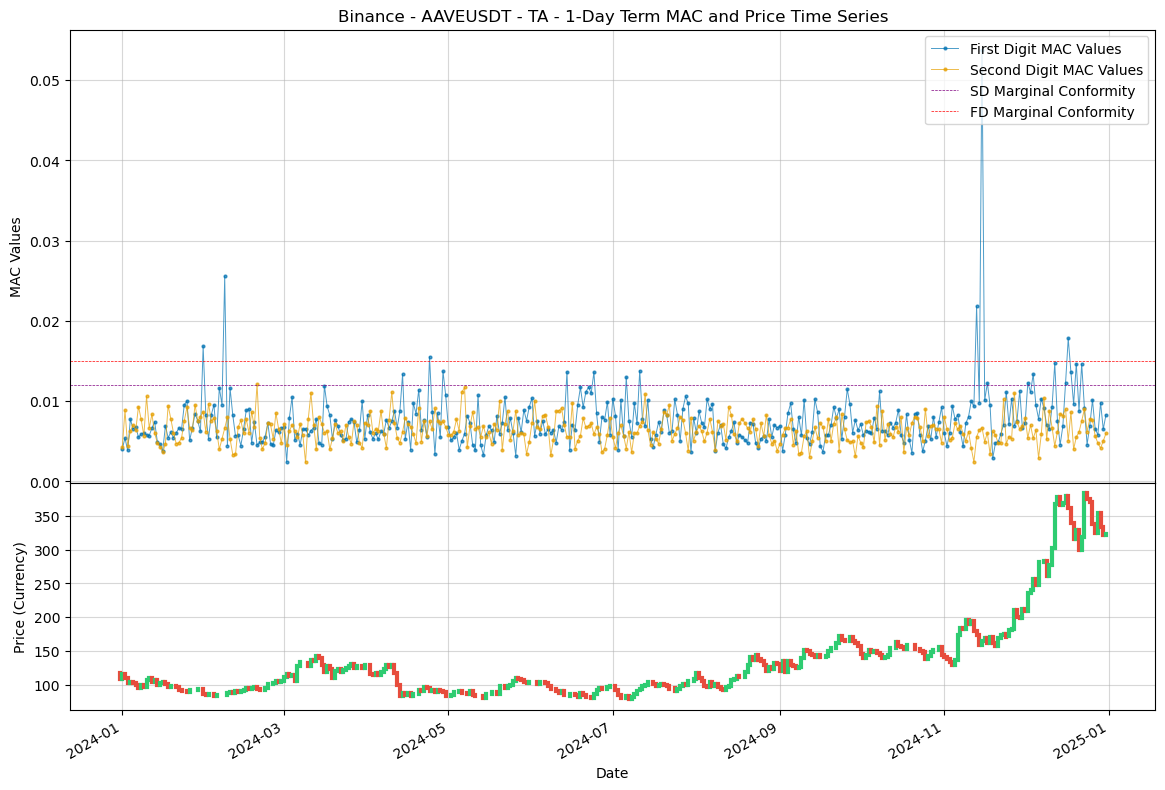 Binance - AAVEUSDT - TA - 1-Day Term MAC and Price Time Series
First Digit MAC Values
Second Digit MAC Values
SD Marginal Conformity
FD Marginal Conformity
MAC Values
0.05
0.04
0.03
0.02
0.01
0.00
Price (Currency)
350
300
250
200
150
100
2024-01
2024-03
2024-05
2024-07
2024-09
2024-11
2025-01
Date